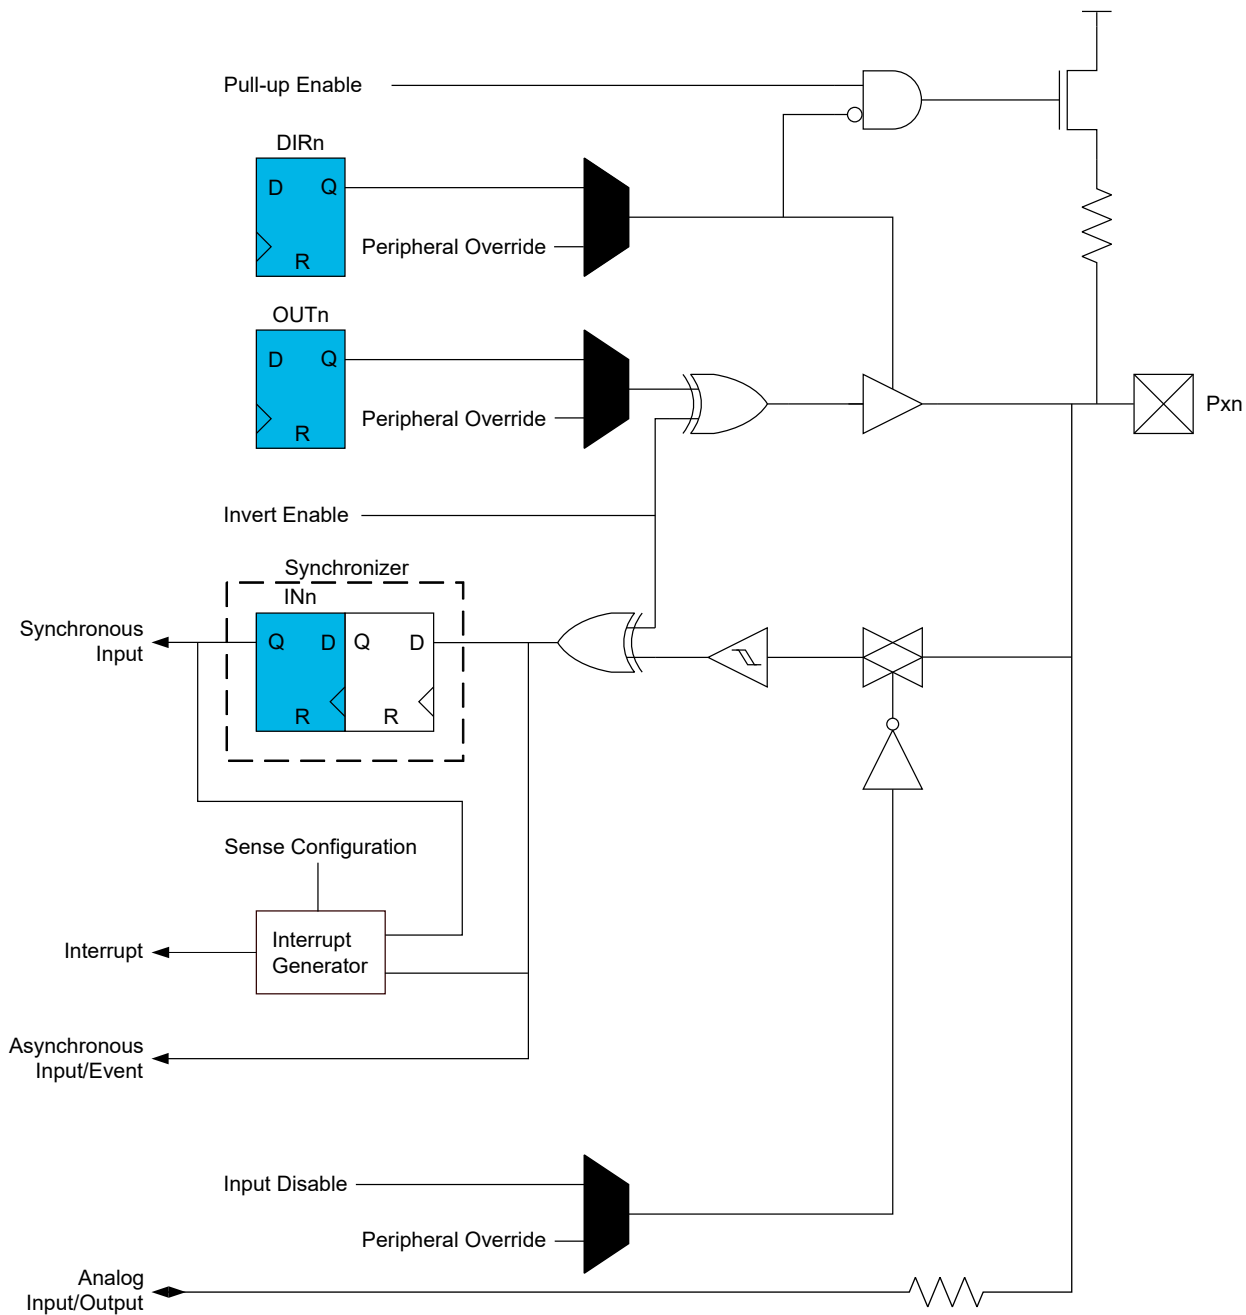 Pull-up Enable
DIRn
D Q
R
Peripheral Override
OUTn
D Q
R
Peripheral Override
Pxn
Invert Enable
Synchronizer
INn
Synchronous
Input
Q D Q D
R R
Sense Configuration
Interrupt
Interrupt
Generator
Asynchronous
Input/Event
Input Disable
Peripheral Override
Analog
Input/Output